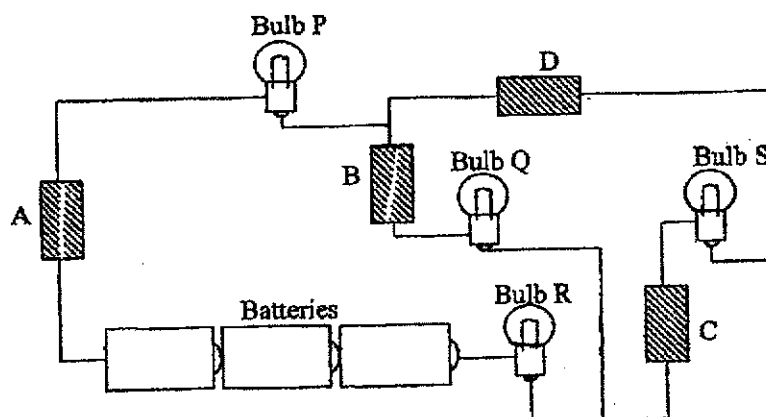 Bulb P
D
B
Bulb Q
Bulb S
A
Batteries
Bulb R
C